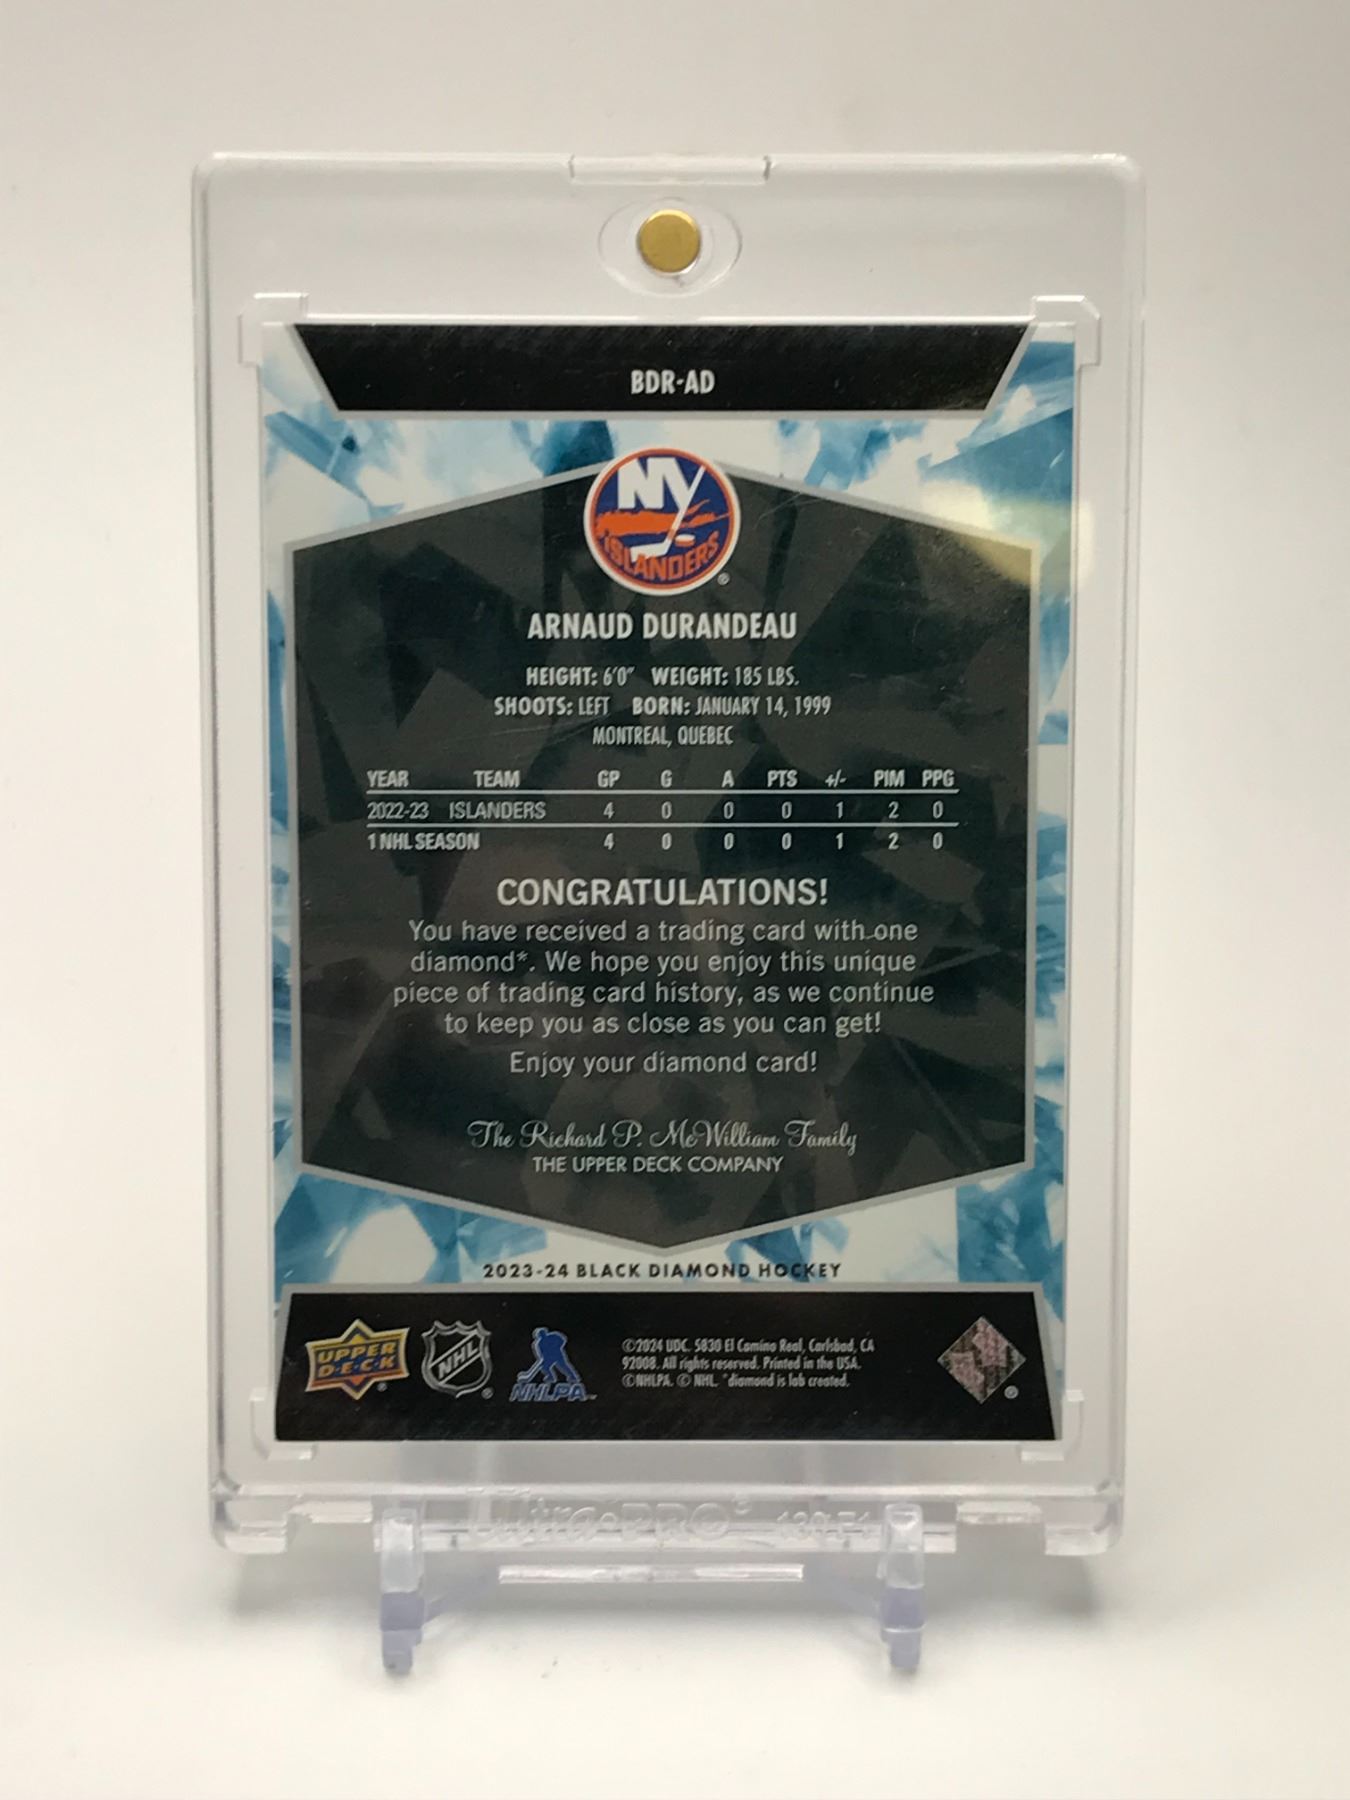 BDR-AD
NY
ISLANDERS
®
ARNAUD DURANDEAU
HEIGHT: 6'0" WEIGHT: 185 LBS.
SHOOTS: LEFT BORN: JANUARY 14, 1999
MONTREAL, QUEBEC
YEAR TEAM GP G A PTS +/- PIM PPG
2022-23 ISLANDERS 4 0 0 0 1 2 0
1 NHL SEASON 4 0 0 0 1 2 0
CONGRATULATIONS!
You have received a trading card with one
diamond*. We hope you enjoy this unique
piece of trading card history, as we continue
to keep you as close as you can get!
Enjoy your diamond card!
The Richard P. McWilliam Family
THE UPPER DECK COMPANY
2023-24 BLACK DIAMOND HOCKEY
UPPER
DECK
®
NHL
®
NHLPA
©2024 UDC. 5830 El Camino Real, Carlsbad, CA
92008. All rights reserved. Printed in the USA.
©NHLPA. © NHL. *diamond is lab created.
®
Ultra·PRO®